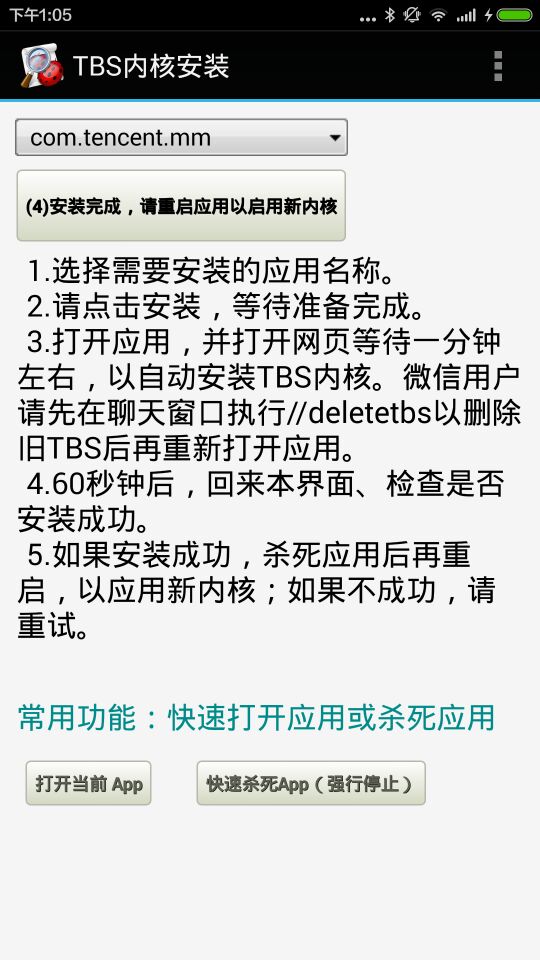 下午1:05
TBS内核安装
com.tencent.mm
(4)安装完成，请重启应用以启用新内核
1.选择需要安装的应用名称。
2.请点击安装，等待准备完成。
3.打开应用，并打开网页等待一分钟
左右，以自动安装TBS内核。微信用户
请先在聊天窗口执行//deletetbs以删除
旧TBS后再重新打开应用。
4.60秒钟后，回来本界面、检查是否
安装成功。
5.如果安装成功，杀死应用后再重
启，以应用新内核；如果不成功，请
重试。
常用功能：快速打开应用或杀死应用
打开当前 App
快速杀死App（强行停止）